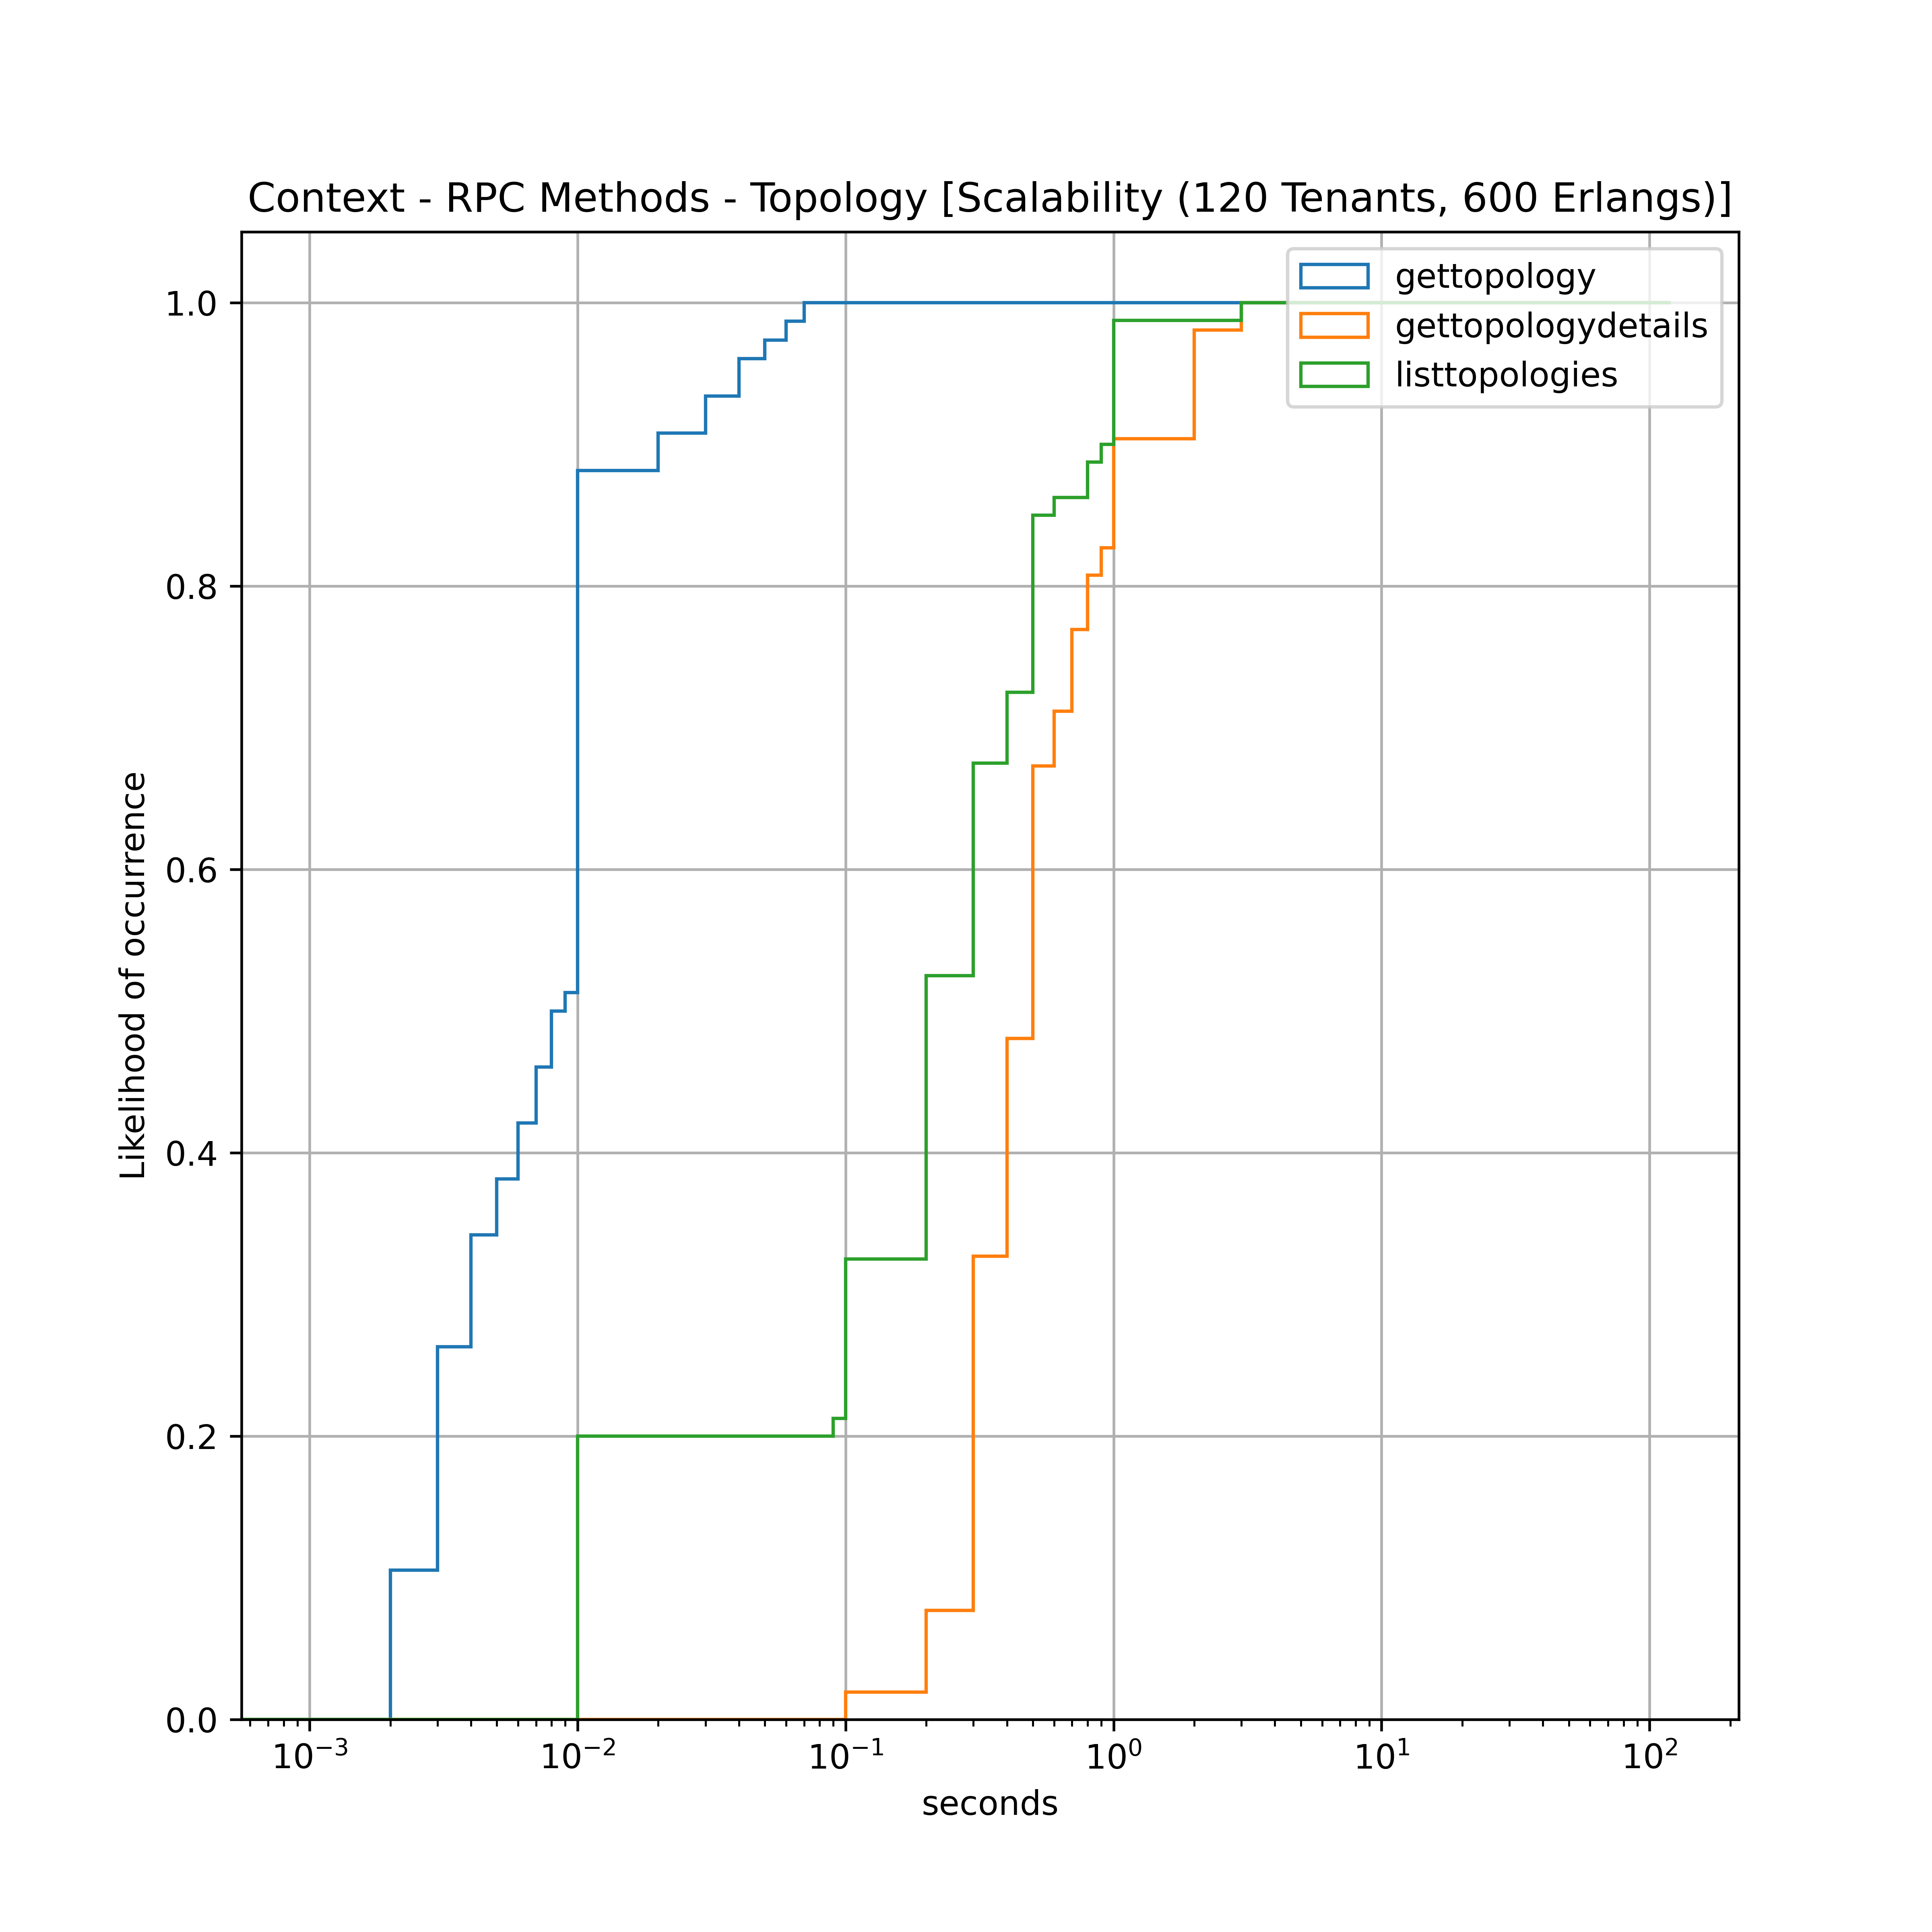 Context - RPC Methods - Topology [Scalability (120 Tenants, 600 Erlangs)]
gettopology
gettopologydetails
listtopologies
Likelihood of occurrence
1.0
0.8
0.6
0.4
0.2
0.0
10⁻³ 10⁻² 10⁻¹ 10⁰ 10¹ 10²
seconds